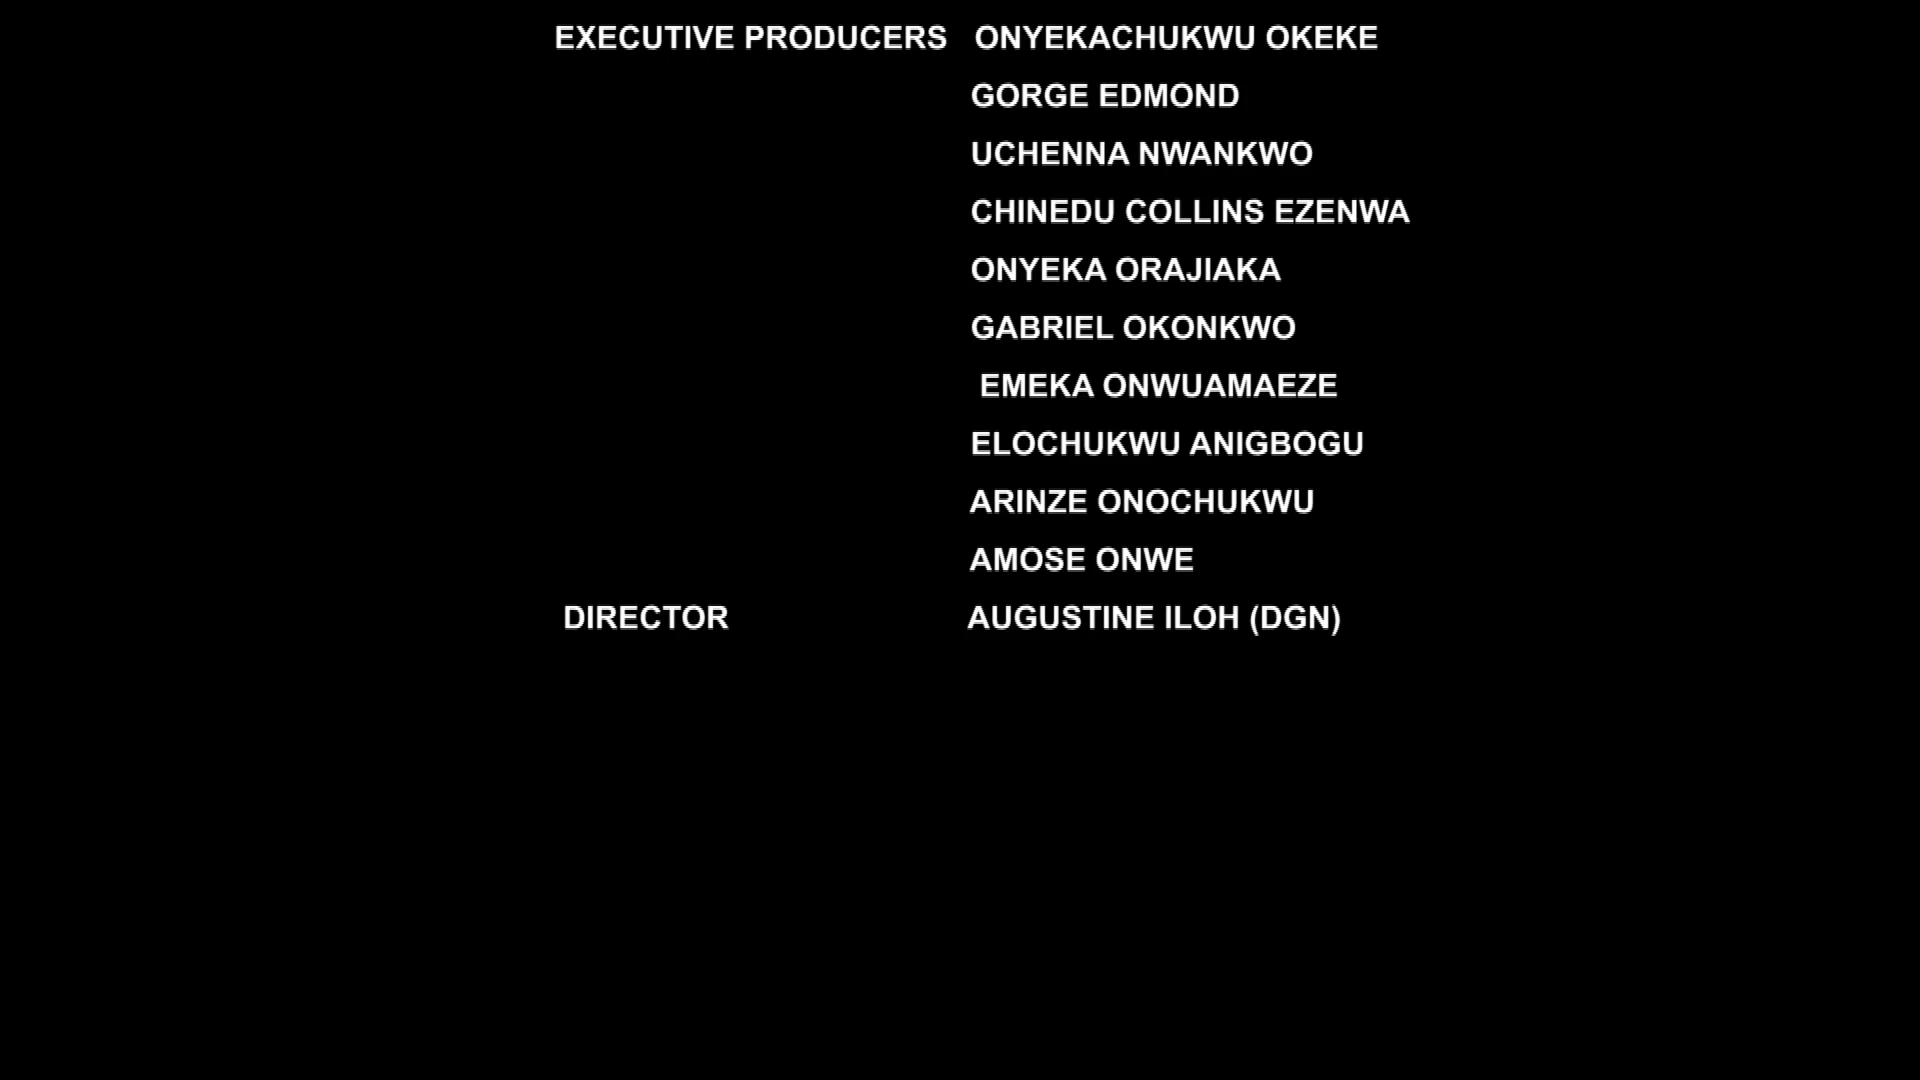 EXECUTIVE PRODUCERS ONYEKACHUKWU OKEKE
GORGE EDMOND
UCHENNA NWANKWO
CHINEDU COLLINS EZENWA
ONYEKA ORAJIAKA
GABRIEL OKONKWO
EMEKA ONWUAMAEZE
ELOCHUKWU ANIGBOGU
ARINZE ONOCHUKWU
AMOSE ONWE
DIRECTOR AUGUSTINE ILOH (DGN)